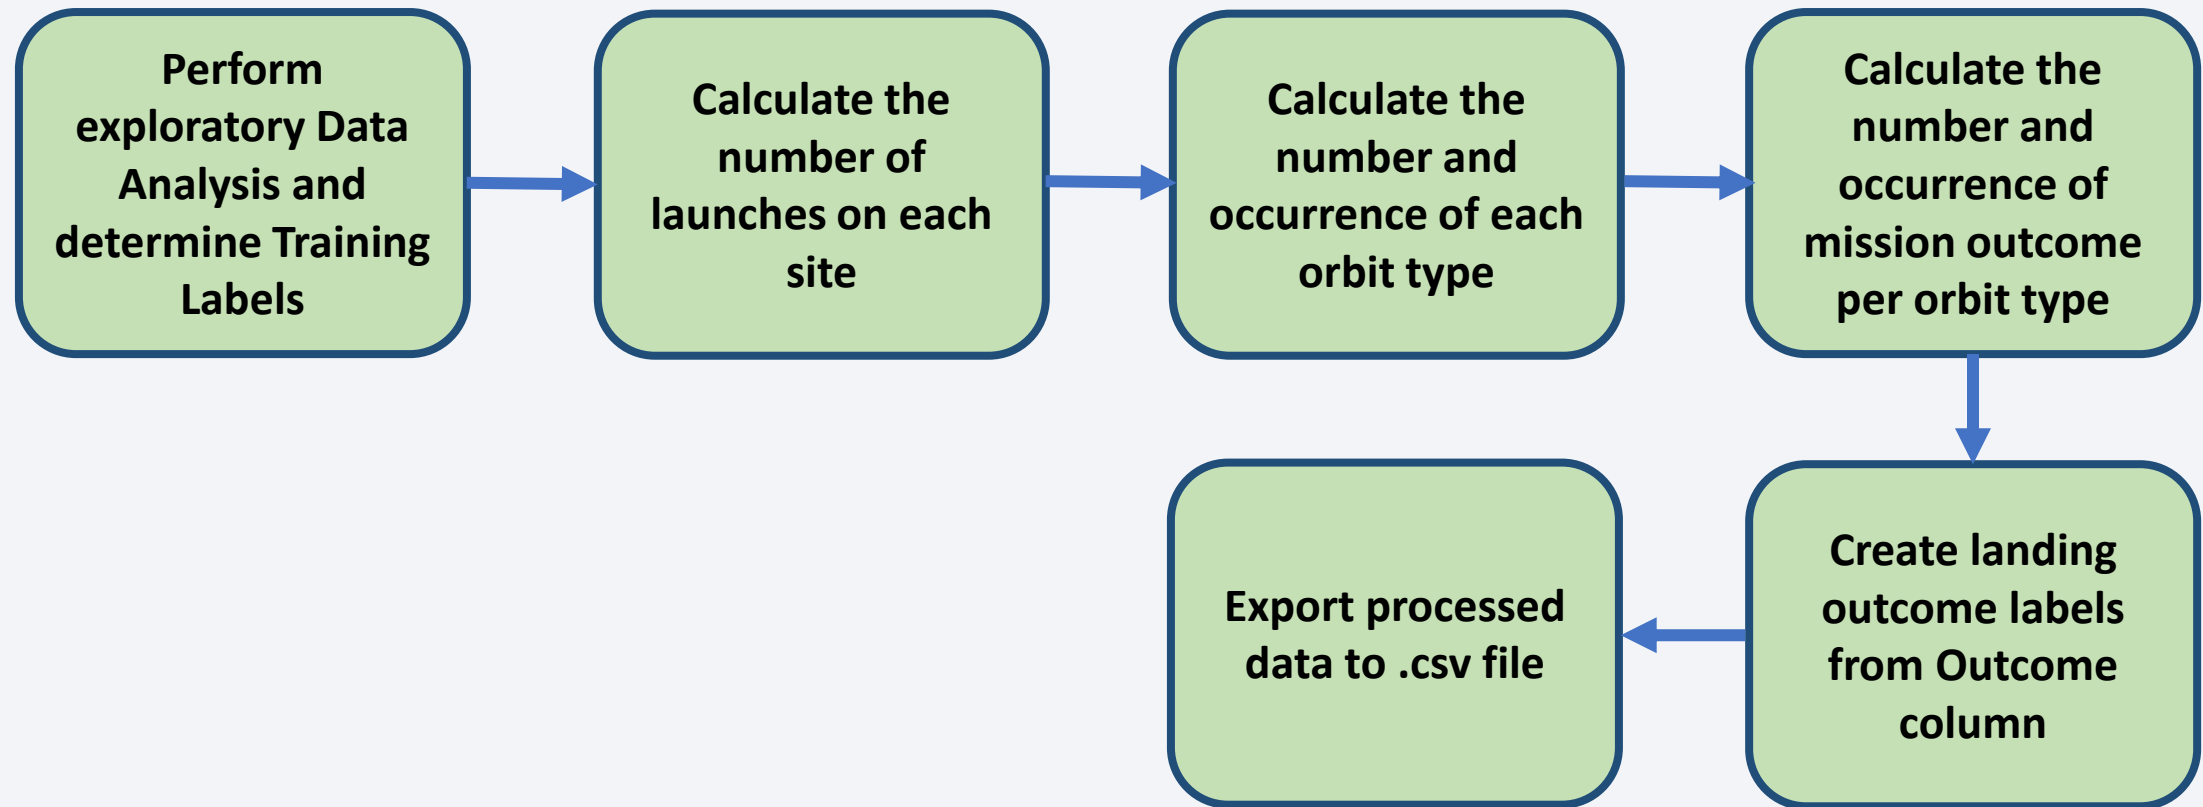 Perform
exploratory Data
Analysis and
determine Training
Labels
Calculate the
number of
launches on each
site
Calculate the
number and
occurrence of each
orbit type
Calculate the
number and
occurrence of
mission outcome
per orbit type
Create landing
outcome labels
from Outcome
column
Export processed
data to .csv file